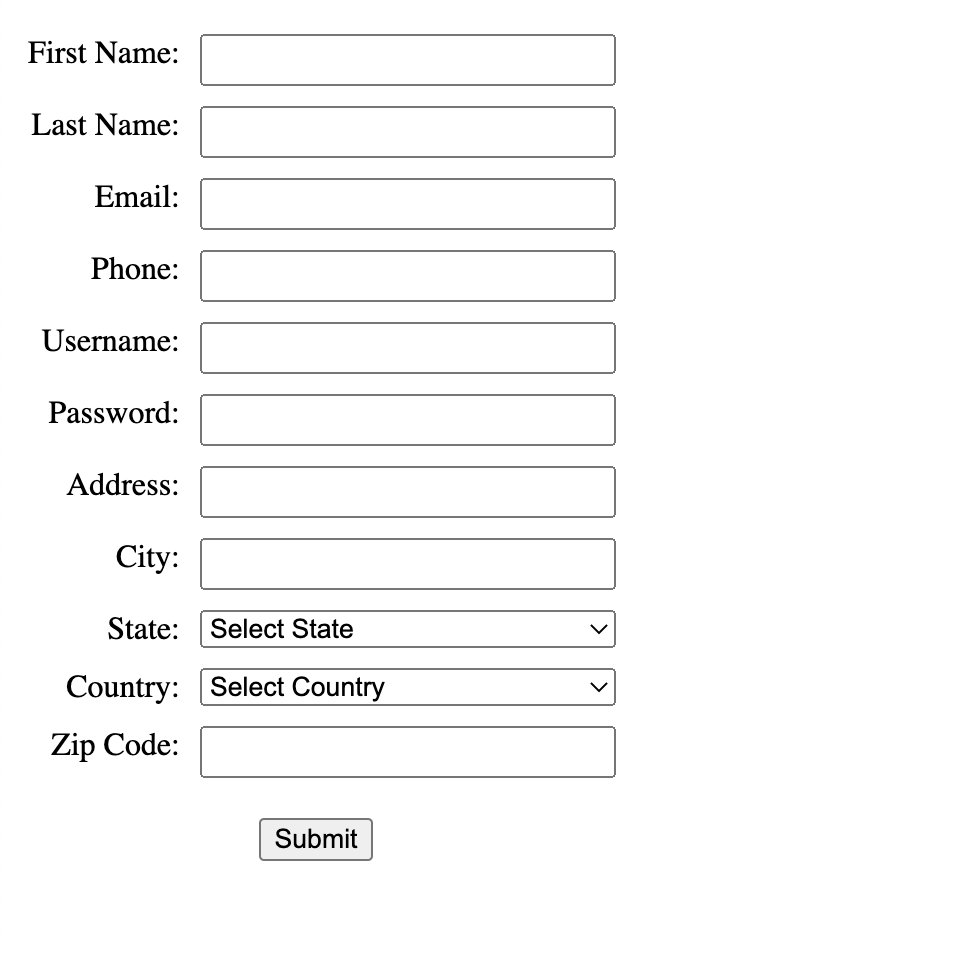 First Name:
Last Name:
Email:
Phone:
Username:
Password:
Address:
City:
State: Select State
Country: Select Country
Zip Code:
Submit